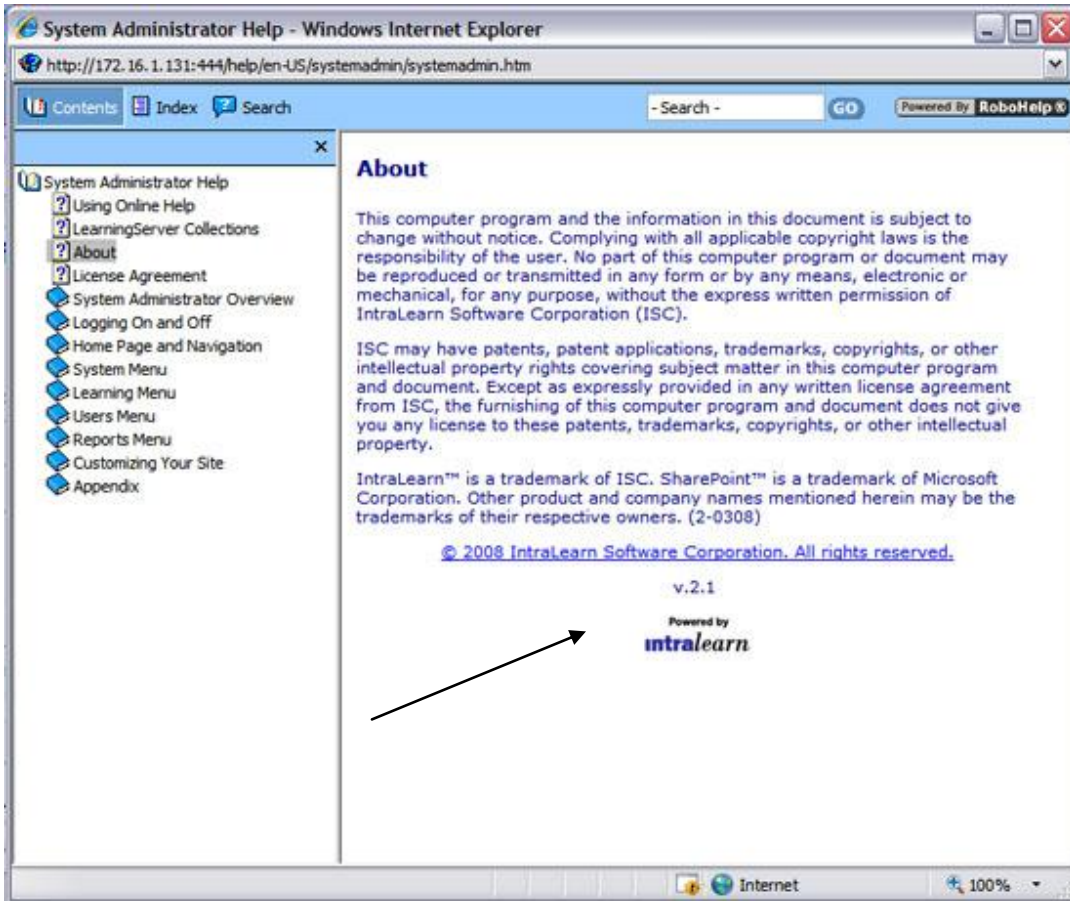 System Administrator Help - Windows Internet Explorer
http://172.16.1.131:444/help/en-US/systemadmin/systemadmin.htm
Contents Index Search - Search - GO Powered By RoboHelp ®
System Administrator Help
Using Online Help
LearningServer Collections
About
License Agreement
System Administrator Overview
Logging On and Off
Home Page and Navigation
System Menu
Learning Menu
Users Menu
Reports Menu
Customizing Your Site
Appendix
About
This computer program and the information in this document is subject to
change without notice. Complying with all applicable copyright laws is the
responsibility of the user. No part of this computer program or document may
be reproduced or transmitted in any form or by any means, electronic or
mechanical, for any purpose, without the express written permission of
IntraLearn Software Corporation (ISC).
ISC may have patents, patent applications, trademarks, copyrights, or other
intellectual property rights covering subject matter in this computer program
and document. Except as expressly provided in any written license agreement
from ISC, the furnishing of this computer program and document does not give
you any license to these patents, trademarks, copyrights, or other intellectual
property.
IntraLearn™ is a trademark of ISC. SharePoint™ is a trademark of Microsoft
Corporation. Other product and company names mentioned herein may be the
trademarks of their respective owners. (2-0308)
© 2008 IntraLearn Software Corporation. All rights reserved.
v.2.1
Powered by
intralearn
Internet 100%